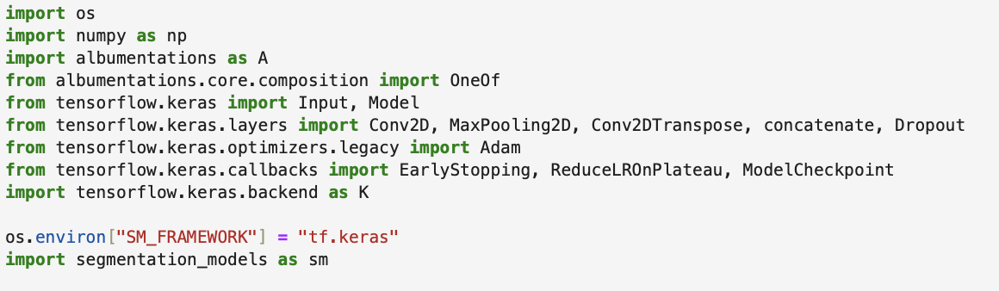 import os
import numpy as np
import albumentations as A
from albumentations.core.composition import OneOf
from tensorflow.keras import Input, Model
from tensorflow.keras.layers import Conv2D, MaxPooling2D, Conv2DTranspose, concatenate, Dropout
from tensorflow.keras.optimizers.legacy import Adam
from tensorflow.keras.callbacks import EarlyStopping, ReduceLROnPlateau, ModelCheckpoint
import tensorflow.keras.backend as K
os.environ["SM_FRAMEWORK"] = "tf.keras"
import segmentation_models as sm